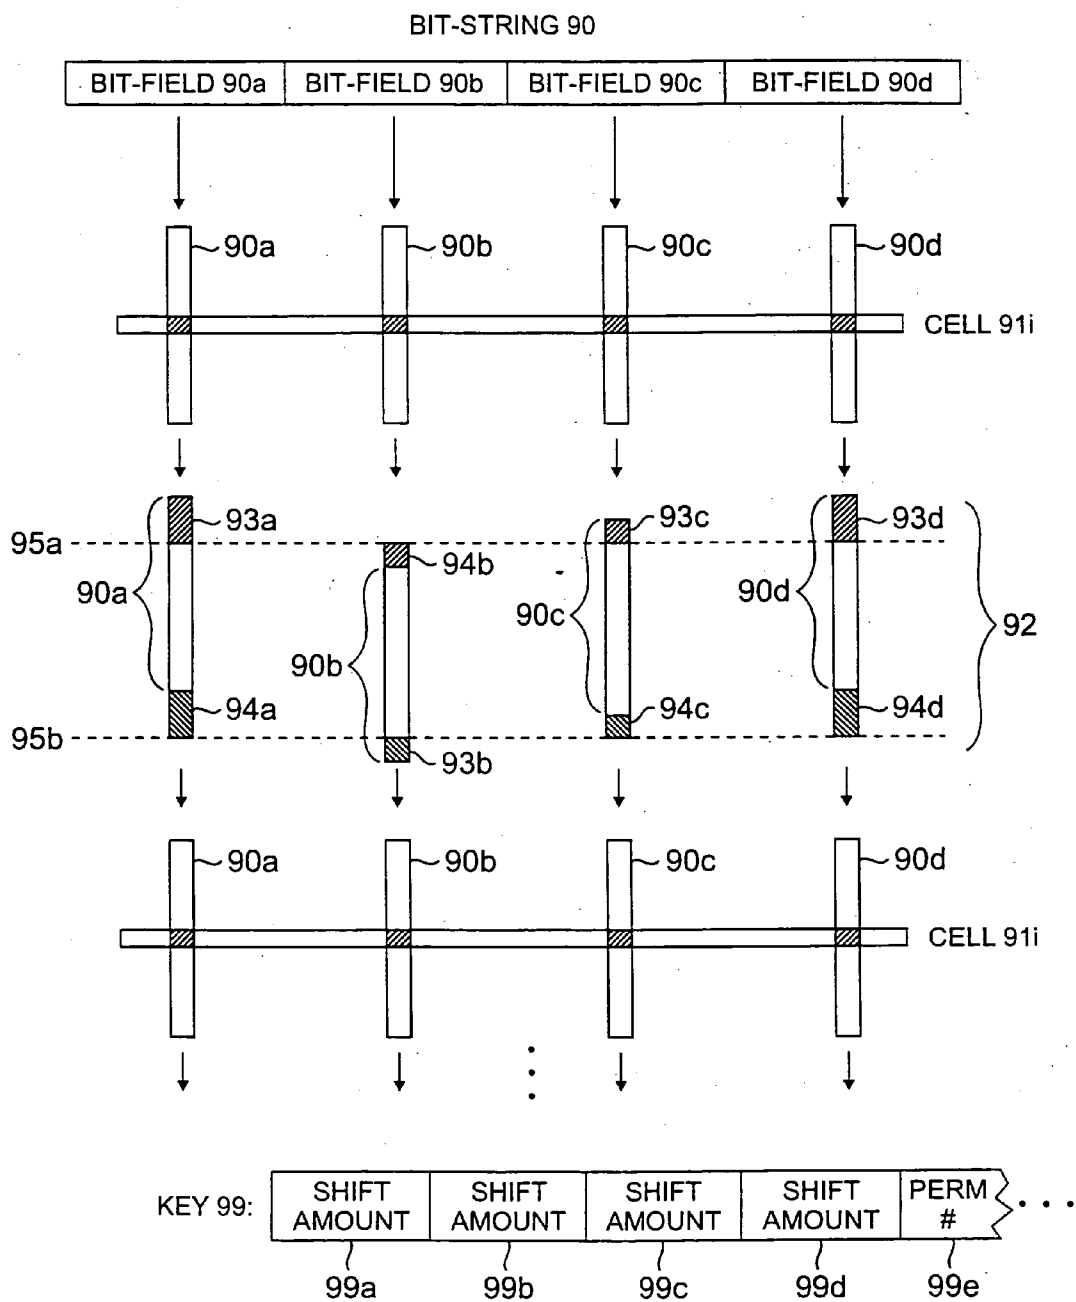 BIT-STRING 90
BIT-FIELD 90a BIT-FIELD 90b BIT-FIELD 90c BIT-FIELD 90d
90a 90b 90c 90d
CELL 91i
93a 93c 93d
95a
94b
90a 90c 90d 92
90b
94a 94c 94d
95b
93b
90a 90b 90c 90d
CELL 91i
KEY 99: SHIFT AMOUNT SHIFT AMOUNT SHIFT AMOUNT SHIFT AMOUNT PERM # . . .
99a 99b 99c 99d 99e